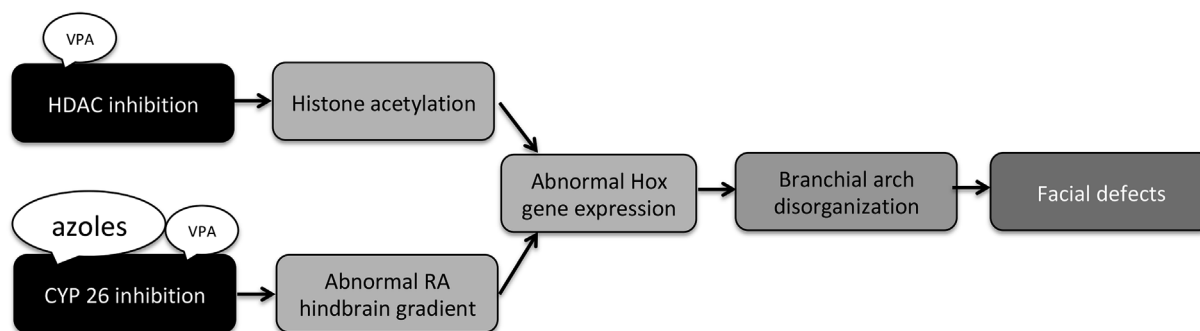 VPA
HDAC inhibition
Histone acetylation
Abnormal Hox
gene expression
Branchial arch
disorganization
Facial defects
azoles
VPA
CYP 26 inhibition
Abnormal RA
hindbrain gradient